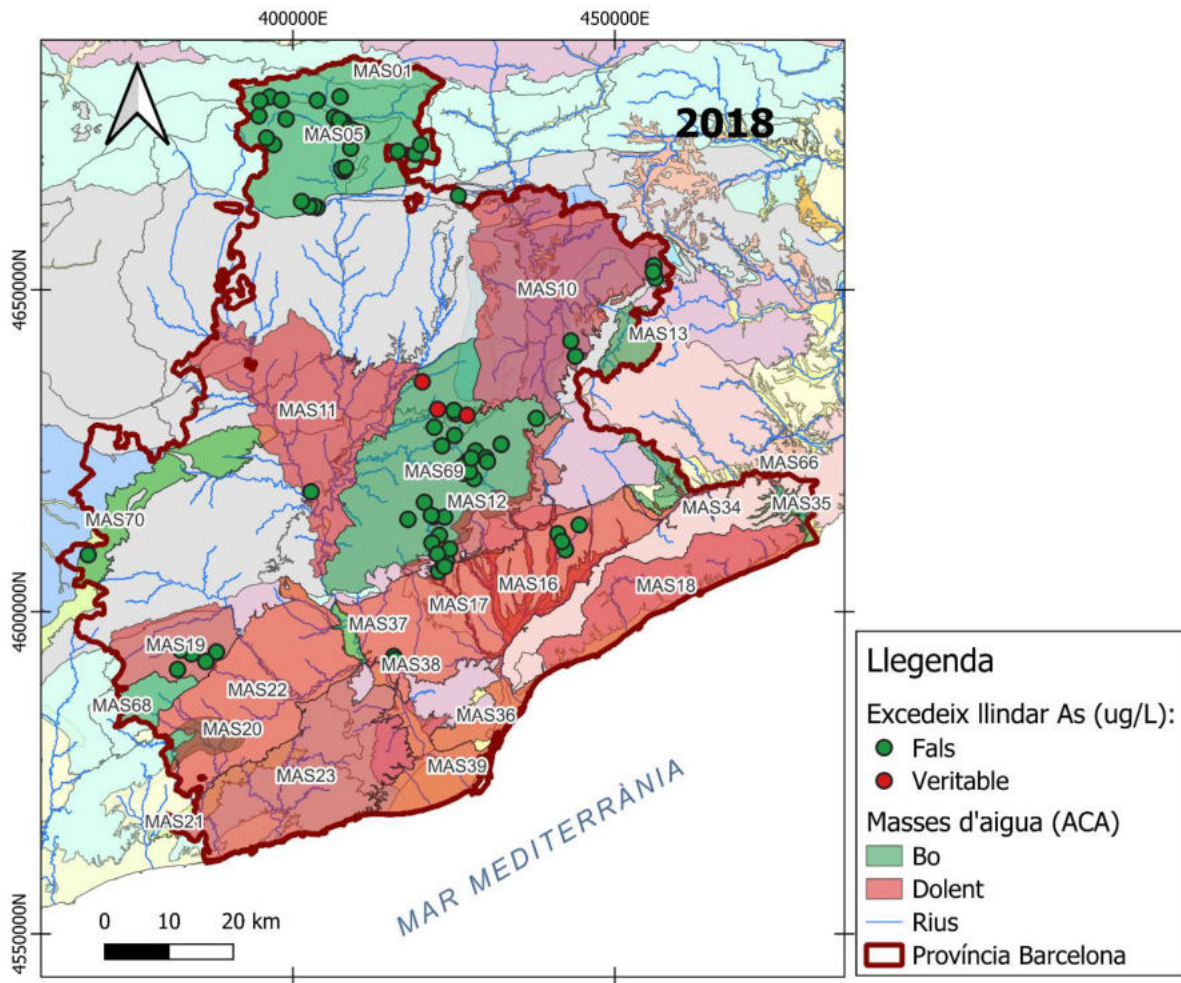 400000E
450000E
2018
MAS01
MAS05
4650000N
MAS10
MAS13
MAS11
MAS69
MAS66
MAS12
MAS70
MAS34
MAS35
MAS16
MAS18
4600000N
MAS17
MAS37
MAS19
MAS38
MAS22
MAS68
MAS36
MAS20
MAS39
MAS23
MAS21
MAR MEDITERRÀNIA
0 10 20 km
4550000N
Llegenda
Excedeix llindar As (ug/L):
Fals
Veritable
Masses d'aigua (ACA)
Bo
Dolent
Rius
Província Barcelona